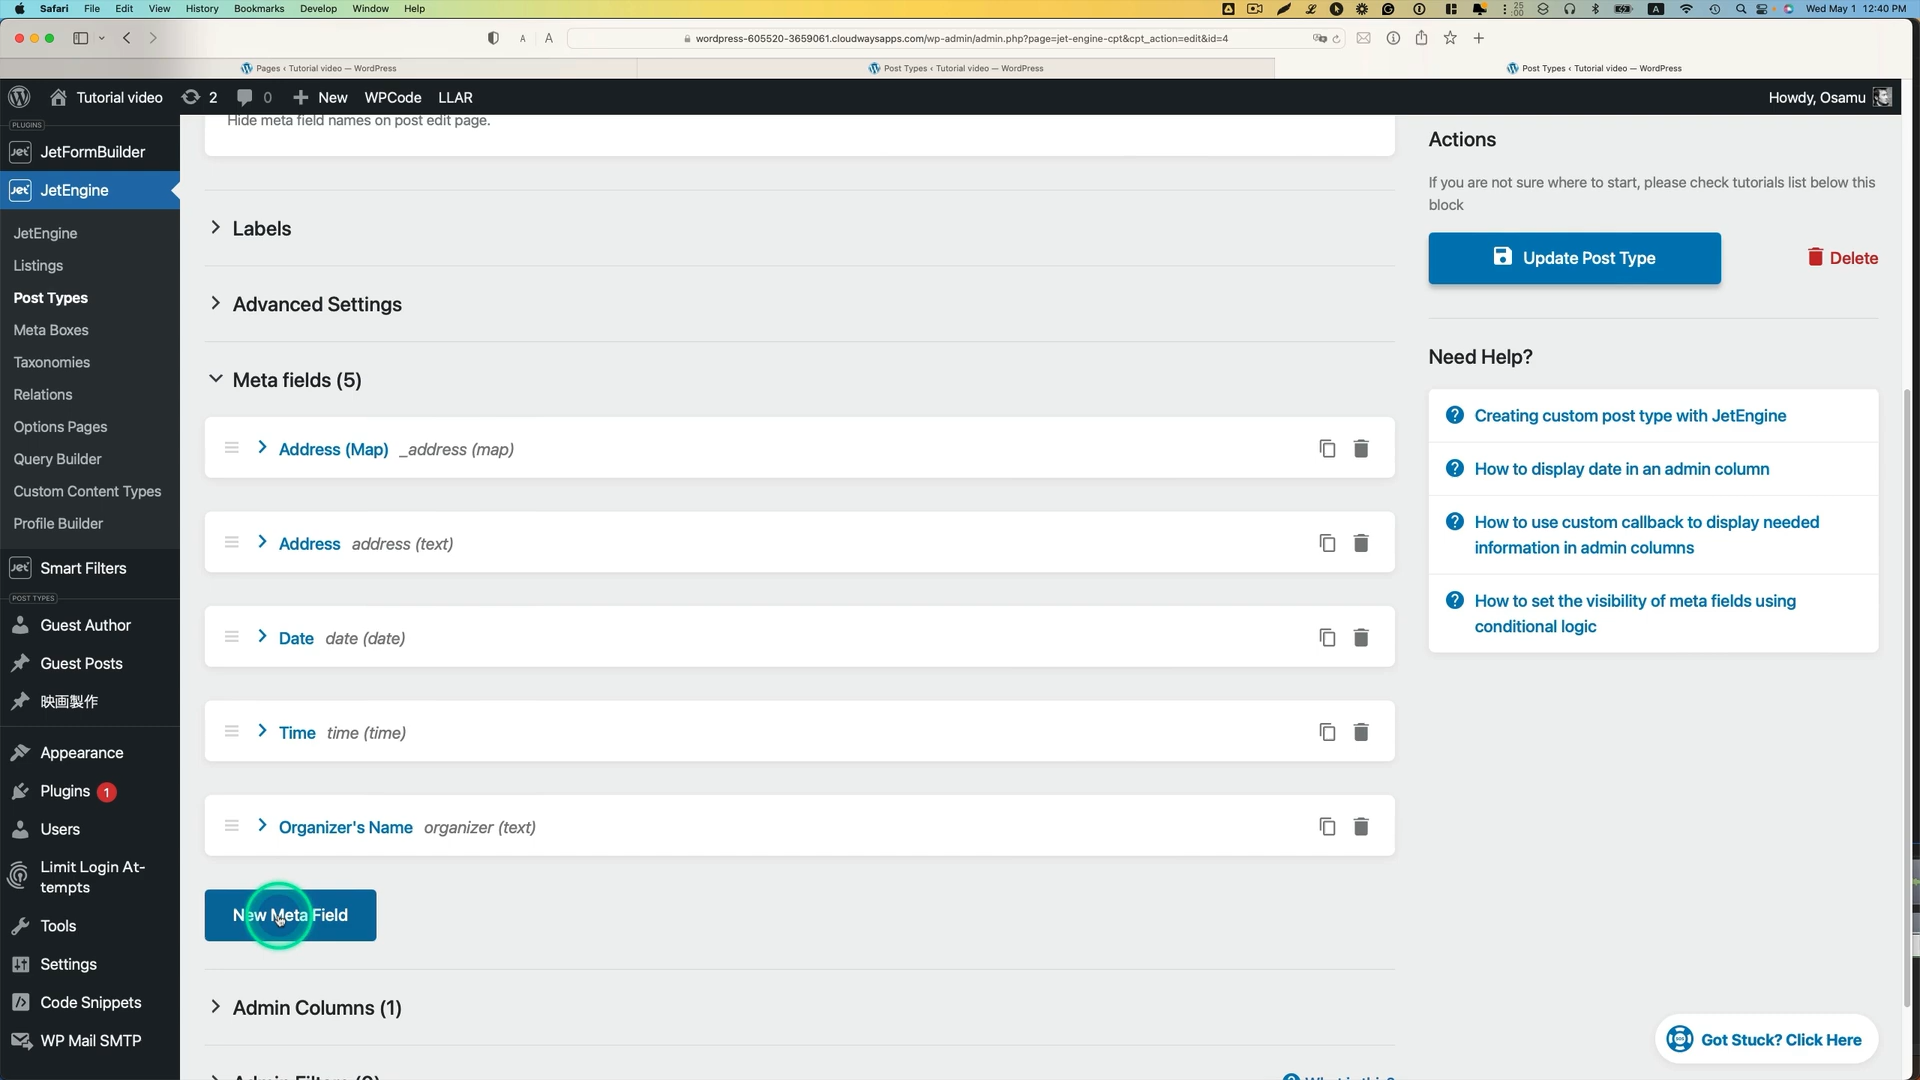 Safari File Edit View History Bookmarks Develop Window Help
25
00
A
Wed May 1 12:40 PM
A A
wordpress-605520-3659061.cloudwaysapps.com/wp-admin/admin.php?page=jet-engine-cpt&cpt_action=edit&id=4
Pages ‹ Tutorial video — WordPress
Post Types ‹ Tutorial video — WordPress
Post Types ‹ Tutorial video — WordPress
Tutorial video 2 0 New WPCode LLAR
Howdy, Osamu
PLUGINS
Jet JetFormBuilder
Jet JetEngine
JetEngine
Listings
Post Types
Meta Boxes
Taxonomies
Relations
Options Pages
Query Builder
Custom Content Types
Profile Builder
Jet Smart Filters
POST TYPES
Guest Author
Guest Posts
映画製作
Appearance
Plugins 1
Users
Limit Login At-
tempts
Tools
Settings
Code Snippets
WP Mail SMTP
Hide meta field names on post edit page.
Labels
Advanced Settings
Meta fields (5)
Address (Map) _address (map)
Address address (text)
Date date (date)
Time time (time)
Organizer's Name organizer (text)
New Meta Field
Admin Columns (1)
Actions
If you are not sure where to start, please check tutorials list below this
block
Update Post Type
Delete
Need Help?
Creating custom post type with JetEngine
How to display date in an admin column
How to use custom callback to display needed
information in admin columns
How to set the visibility of meta fields using
conditional logic
Got Stuck? Click Here